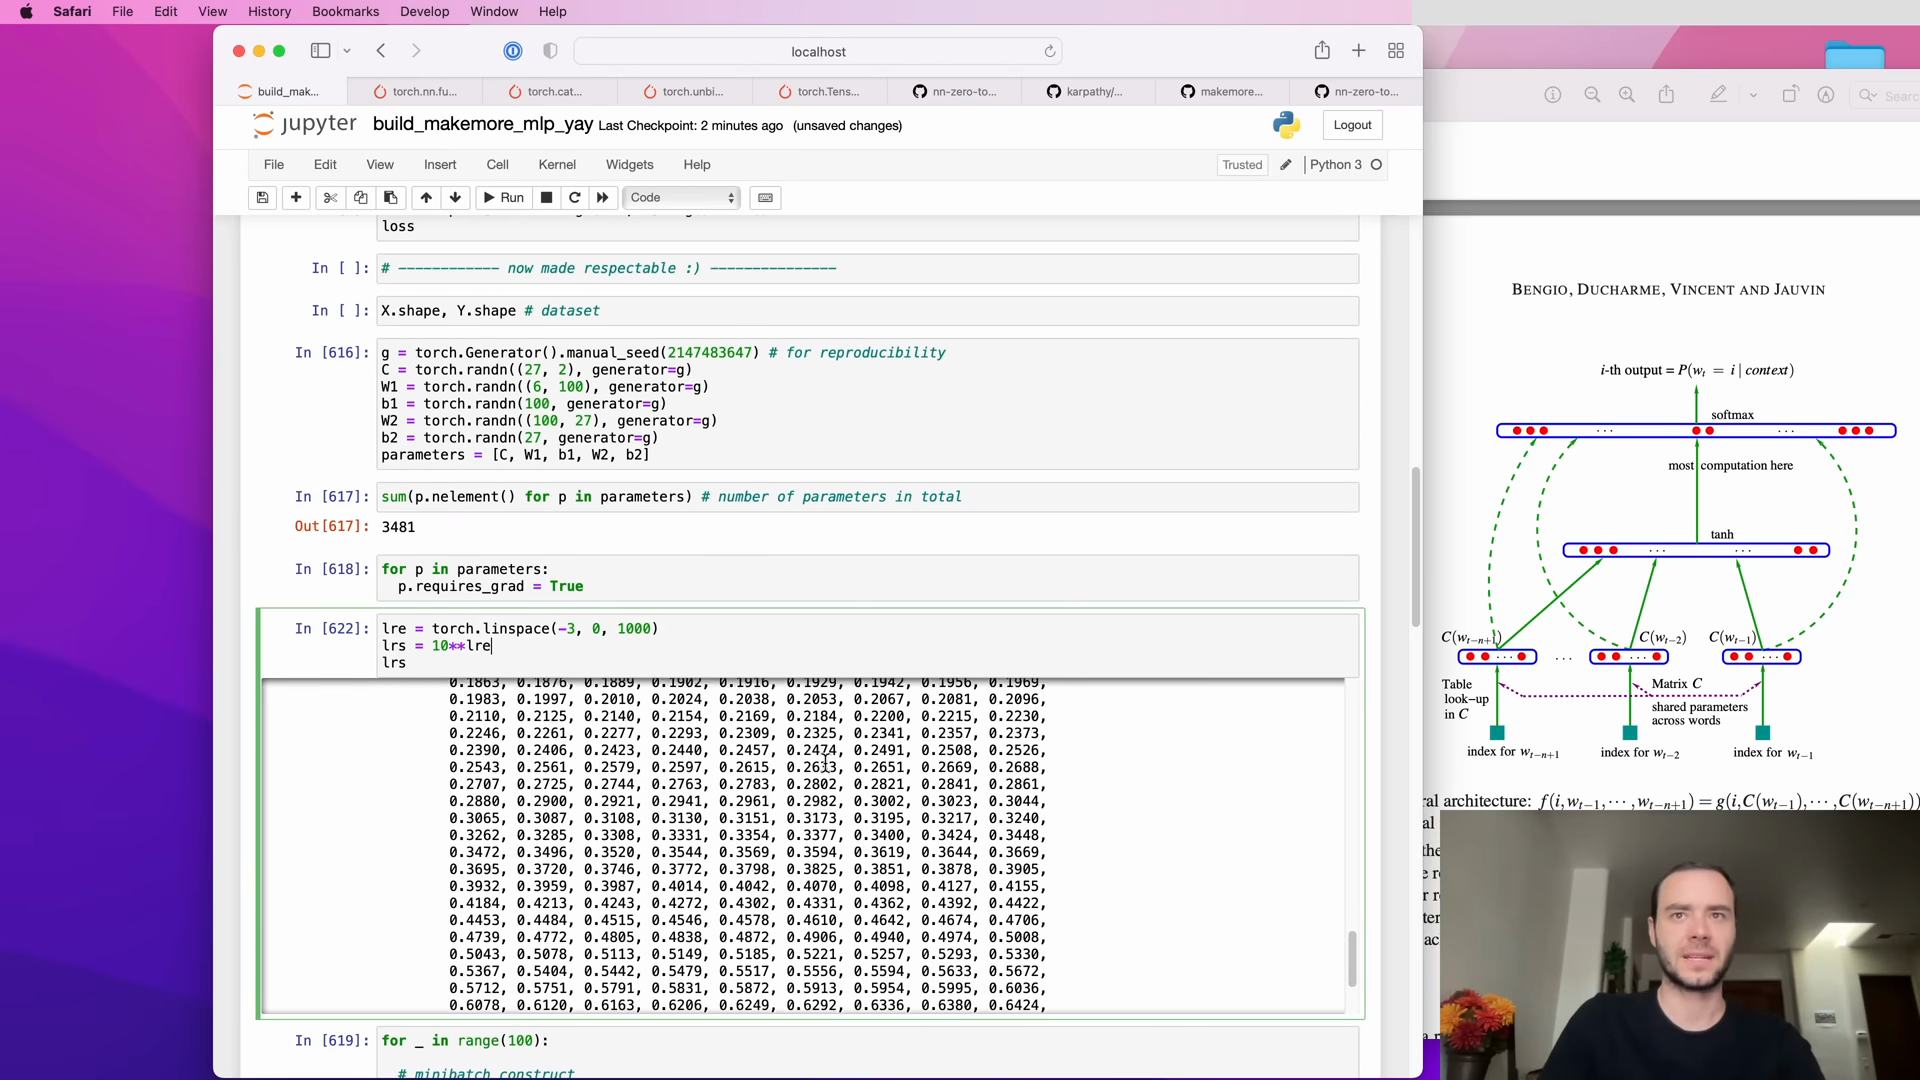 Safari File Edit View History Bookmarks Develop Window Help
localhost
build_mak... torch.nn.fu... torch.cat... torch.unbi... torch.Tens... nn-zero-to... karpathy/... makemore... nn-zero-to...
Searc
jupyter build_makemore_mlp_yay Last Checkpoint: 2 minutes ago (unsaved changes) Logout
File Edit View Insert Cell Kernel Widgets Help Trusted Python 3
Run Code
loss
In [ ]: # ------------ now made respectable :) ---------------
In [ ]: X.shape, Y.shape # dataset
In [616]: g = torch.Generator().manual_seed(2147483647) # for reproducibility
C = torch.randn((27, 2), generator=g)
W1 = torch.randn((6, 100), generator=g)
b1 = torch.randn(100, generator=g)
W2 = torch.randn((100, 27), generator=g)
b2 = torch.randn(27, generator=g)
parameters = [C, W1, b1, W2, b2]
In [617]: sum(p.nelement() for p in parameters) # number of parameters in total
Out[617]: 3481
In [618]: for p in parameters:
p.requires_grad = True
In [622]: lre = torch.linspace(-3, 0, 1000)
lrs = 10**lre
lrs
0.1863, 0.1876, 0.1889, 0.1902, 0.1916, 0.1929, 0.1942, 0.1956, 0.1969,
0.1983, 0.1997, 0.2010, 0.2024, 0.2038, 0.2053, 0.2067, 0.2081, 0.2096,
0.2110, 0.2125, 0.2140, 0.2154, 0.2169, 0.2184, 0.2200, 0.2215, 0.2230,
0.2246, 0.2261, 0.2277, 0.2293, 0.2309, 0.2325, 0.2341, 0.2357, 0.2373,
0.2390, 0.2406, 0.2423, 0.2440, 0.2457, 0.2474, 0.2491, 0.2508, 0.2526,
0.2543, 0.2561, 0.2579, 0.2597, 0.2615, 0.2633, 0.2651, 0.2669, 0.2688,
0.2707, 0.2725, 0.2744, 0.2763, 0.2783, 0.2802, 0.2821, 0.2841, 0.2861,
0.2880, 0.2900, 0.2921, 0.2941, 0.2961, 0.2982, 0.3002, 0.3023, 0.3044,
0.3065, 0.3087, 0.3108, 0.3130, 0.3151, 0.3173, 0.3195, 0.3217, 0.3240,
0.3262, 0.3285, 0.3308, 0.3331, 0.3354, 0.3377, 0.3400, 0.3424, 0.3448,
0.3472, 0.3496, 0.3520, 0.3544, 0.3569, 0.3594, 0.3619, 0.3644, 0.3669,
0.3695, 0.3720, 0.3746, 0.3772, 0.3798, 0.3825, 0.3851, 0.3878, 0.3905,
0.3932, 0.3959, 0.3987, 0.4014, 0.4042, 0.4070, 0.4098, 0.4127, 0.4155,
0.4184, 0.4213, 0.4243, 0.4272, 0.4302, 0.4331, 0.4362, 0.4392, 0.4422,
0.4453, 0.4484, 0.4515, 0.4546, 0.4578, 0.4610, 0.4642, 0.4674, 0.4706,
0.4739, 0.4772, 0.4805, 0.4838, 0.4872, 0.4906, 0.4940, 0.4974, 0.5008,
0.5043, 0.5078, 0.5113, 0.5149, 0.5185, 0.5221, 0.5257, 0.5293, 0.5330,
0.5367, 0.5404, 0.5442, 0.5479, 0.5517, 0.5556, 0.5594, 0.5633, 0.5672,
0.5712, 0.5751, 0.5791, 0.5831, 0.5872, 0.5913, 0.5954, 0.5995, 0.6036,
0.6078, 0.6120, 0.6163, 0.6206, 0.6249, 0.6292, 0.6336, 0.6380, 0.6424,
In [619]: for _ in range(100):
# minibatch construct
BENGIO, DUCHARME, VINCENT AND JAUVIN
i-th output = P(w_t = i | context)
softmax
... ...
most computation here
tanh
... ...
C(w_{t−n+1}) C(w_{t−2}) C(w_{t−1})
... ... ... ...
Table look−up in C
Matrix C
shared parameters across words
index for w_{t−n+1} index for w_{t−2} index for w_{t−1}
ral architecture: f(i,w_{t−1},⋯,w_{t−n+1}) = g(i,C(w_{t−1}),⋯,C(w_{t−n+1}))